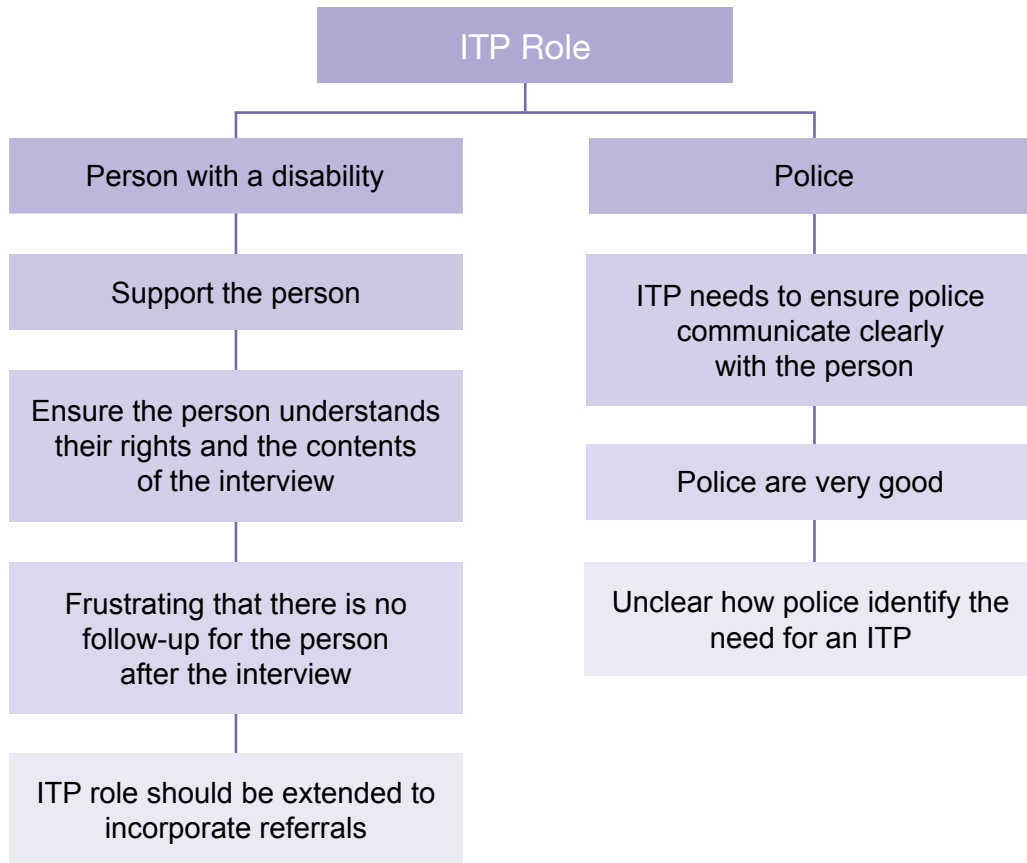 ITP Role
Person with a disability
Support the person
Ensure the person understands
their rights and the contents
of the interview
Frustrating that there is no
follow-up for the person
after the interview
ITP role should be extended to
incorporate referrals
Police
ITP needs to ensure police
communicate clearly
with the person
Police are very good
Unclear how police identify the
need for an ITP